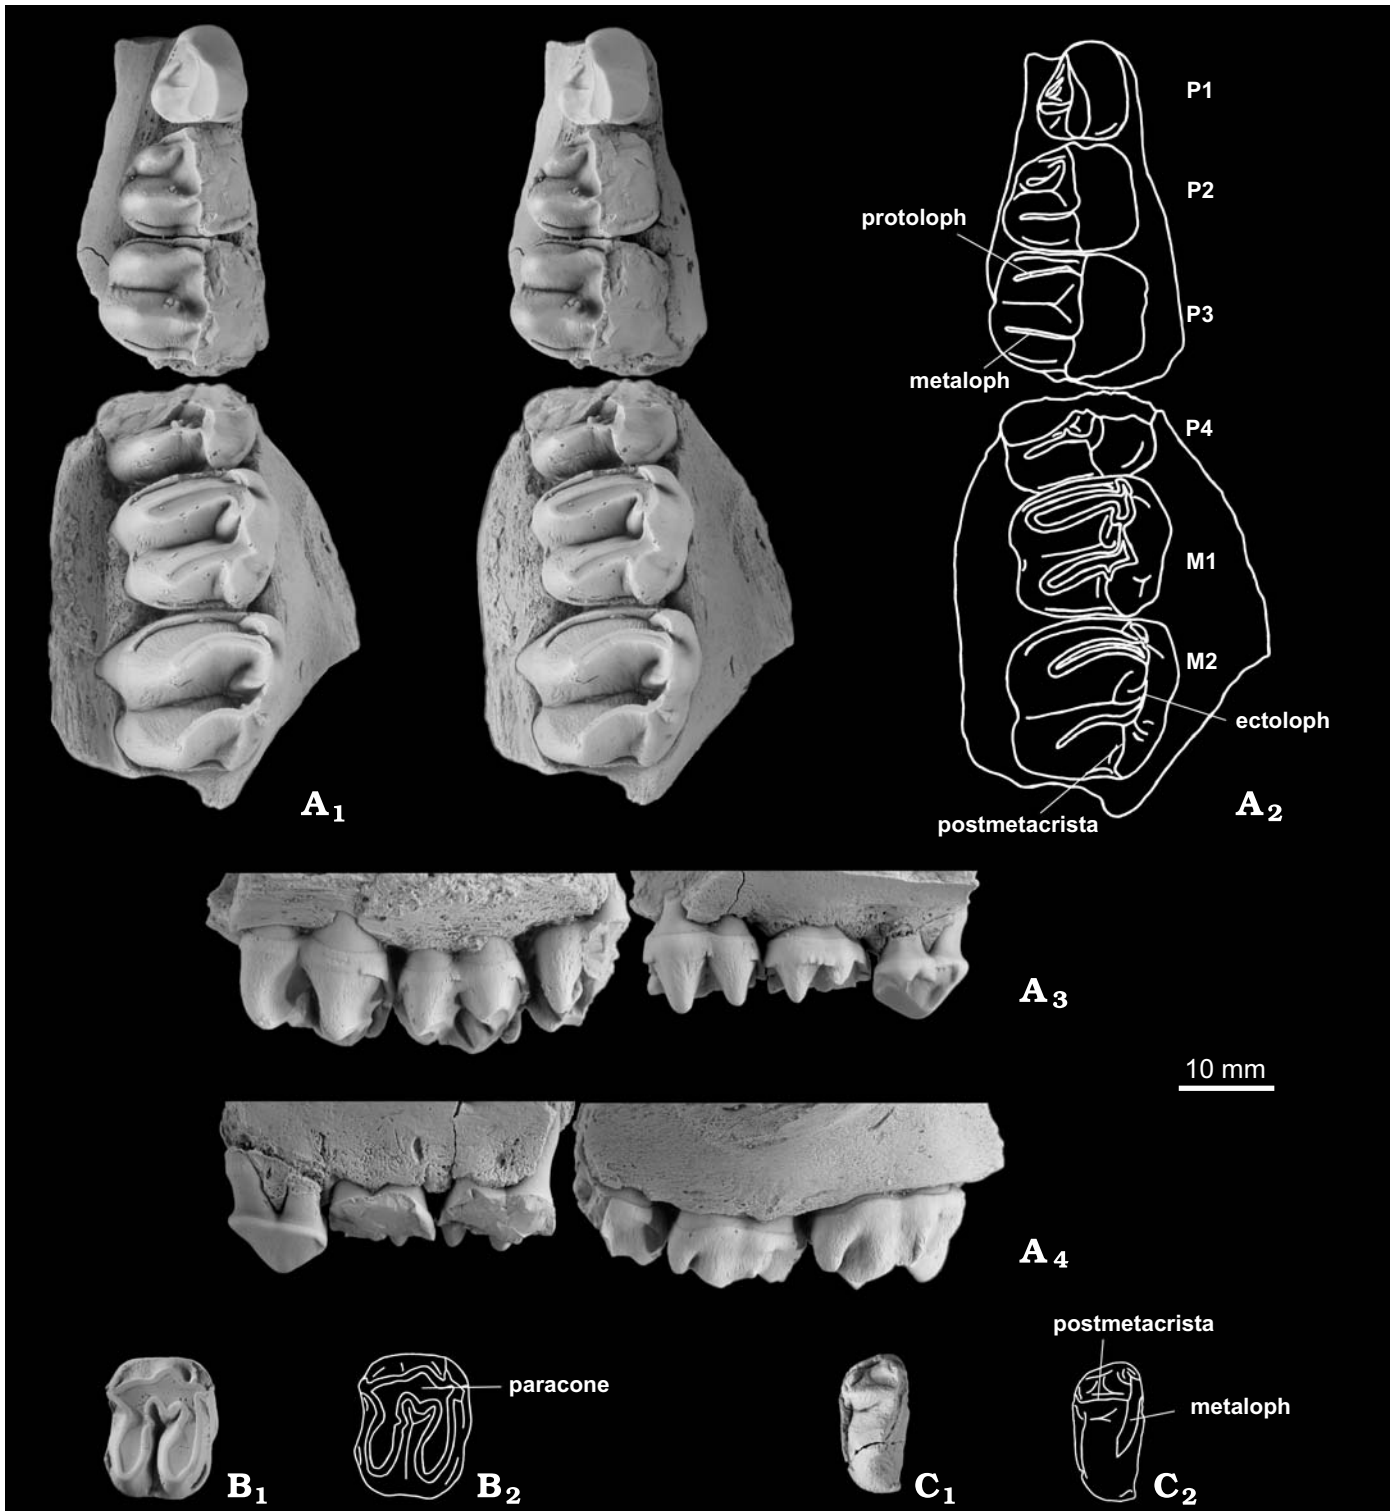 P1
P2
protoloph
P3
metaloph
P4
M1
M2
ectoloph
A1
A2
postmetacrista
A3
10 mm
A4
postmetacrista
paracone
metaloph
B1
B2
C1
C2